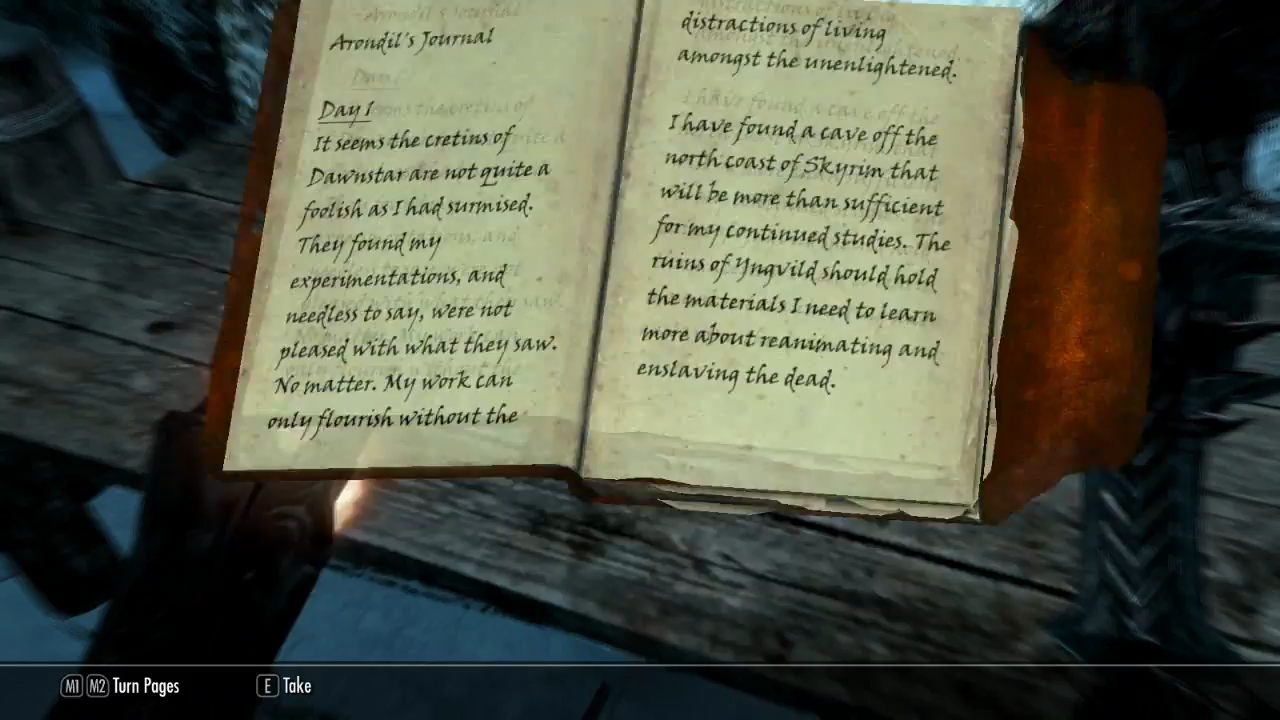 Arondil's Journal
Day 1
It seems the cretins of
Dawnstar are not quite a
foolish as I had surmised.
They found my
experimentations, and
needless to say, were not
pleased with what they saw.
No matter. My work can
only flourish without the
distractions of living
amongst the unenlightened.
I have found a cave off the
north coast of Skyrim that
will be more than sufficient
for my continued studies. The
ruins of Yngvild should hold
the materials I need to learn
more about reanimating and
enslaving the dead.
M1 M2 Turn Pages
E Take